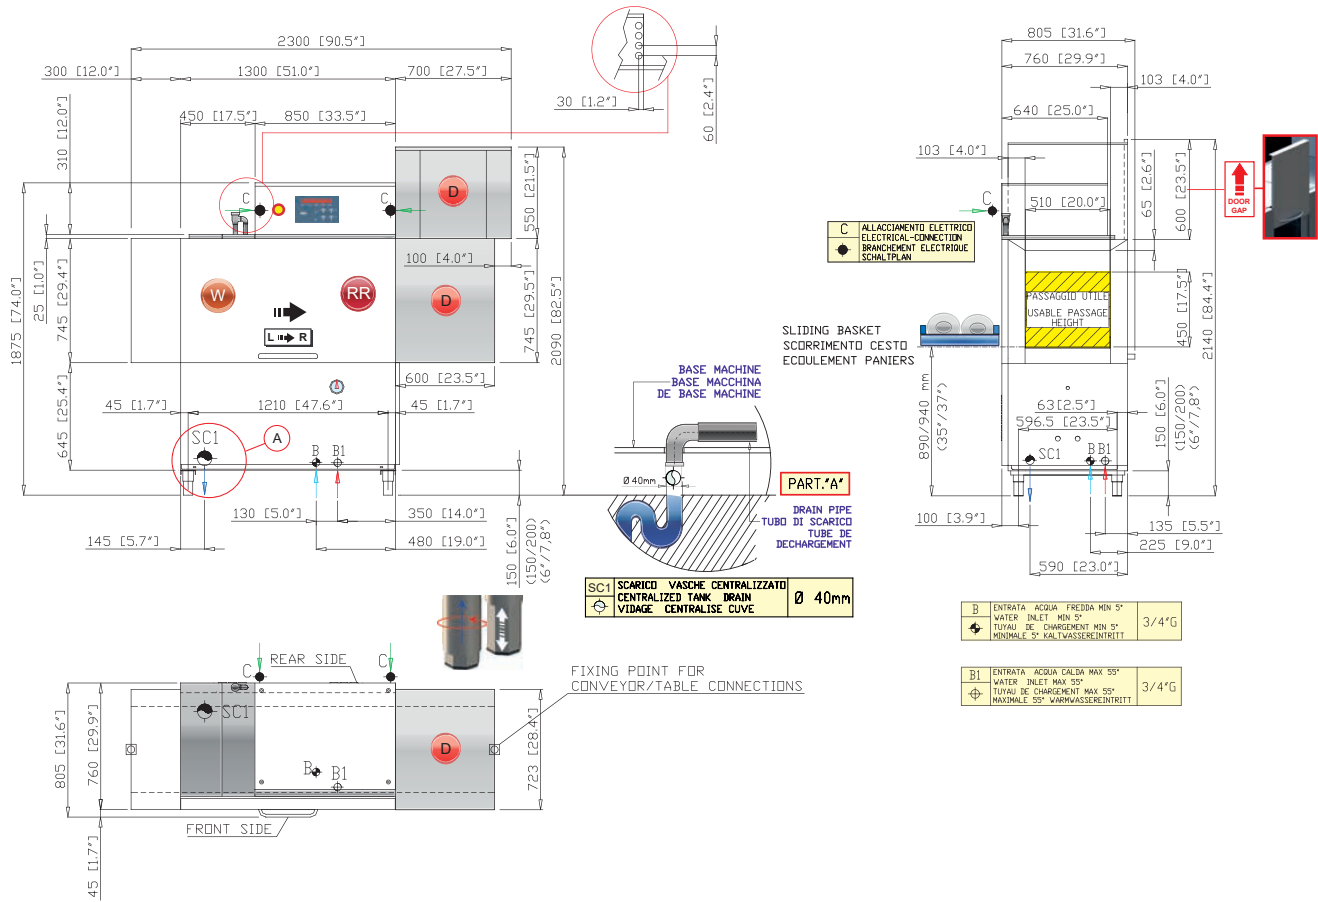 2300 [90.5"]
300 [12.0"]
1300 [51.0"]
700 [27.5"]
450 [17.5"]
850 [33.5"]
310 [12.0"]
30 [1.2"]
60 [2.4"]
C
C
D
550 [21.5"]
100 [4.0"]
1875 [74.0"]
25 [1.0"]
745 [29.4"]
W
RR
D
L R
745 [29.5"]
2090 [82.5"]
600 [23.5"]
645 [25.4"]
45 [1.7"]
1210 [47.6"]
45 [1.7"]
SC1
A
B
B1
130 [5.0"]
350 [14.0"]
145 [5.7"]
480 [19.0"]
150 [6.0"]
(150/200)
(6"/7,8")
805 [31.6"]
760 [29.9"]
103 [4.0"]
640 [25.0"]
103 [4.0"]
510 [20.0"]
65 [2.6"]
600 [23.5"]
DOOR
GAP
C
C
ALLACCIAMENTO ELETTRICO
ELECTRICAL-CONNECTION
BRANCHEMENT ELECTRIQUE
SCHALTPLAN
PASSAGGIO UTILE
USABLE PASSAGE
HEIGHT
450 [17.5"]
2140 [84.4"]
SLIDING BASKET
SCORRIMENTO CESTO
ECOULEMENT PANIERS
890/940 mm
(35"/37")
63[2.5"]
596.5 [23.5"]
150 [6.0"]
(150/200)
(6"/7,8")
SC1
B
B1
100 [3.9"]
135 [5.5"]
225 [9.0"]
590 [23.0"]
BASE MACHINE
BASE MACCHINA
DE BASE MACHINE
Ø 40mm
PART."A"
DRAIN PIPE
TUBO DI SCARICO
TUBE DE
DECHARGEMENT
SC1
SCARICO VASCHE CENTRALIZZATO
CENTRALIZED TANK DRAIN
VIDAGE CENTRALISE CUVE
Ø 40mm
B
ENTRATA ACQUA FREDDA MIN 5°
WATER INLET MIN 5°
TUYAU DE CHARGEMENT MIN 5°
MINIMALE 5° KALTWASSEREINTRITT
3/4"G
B1
ENTRATA ACQUA CALDA MAX 55°
WATER INLET MAX 55°
TUYAU DE CHARGEMENT MAX 55°
MAXIMALE 55° WARMWASSEREINTRITT
3/4"G
C
REAR SIDE
C
FIXING POINT FOR
CONVEYOR/TABLE CONNECTIONS
SC1
D
B
B1
805 [31.6"]
760 [29.9"]
723 [28.4"]
FRONT SIDE
45 [1.7"]